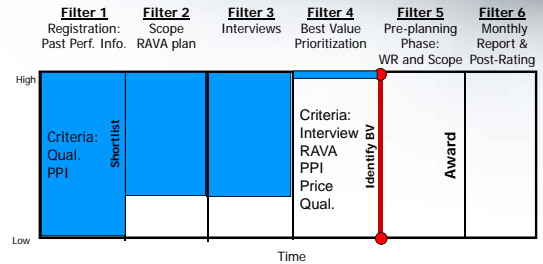 Filter 1
Registration:
Past Perf. Info.
Filter 2
Scope
RAVA plan
Filter 3
Interviews
Filter 4
Best Value
Prioritization
Filter 5
Pre-planning
Phase:
WR and Scope
Filter 6
Monthly
Report &
Post-Rating
High
Criteria:
Qual.
PPI
Shortlist
Criteria:
Interview
RAVA
PPI
Price
Qual.
Identify BV
Award
Low
Time